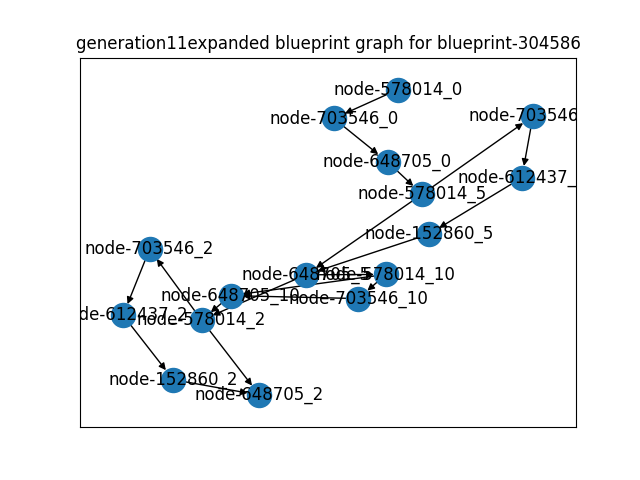 generation11expanded blueprint graph for blueprint-304586
node-578014_0
node-703546_0
node-703546
node-648705_0
node-612437_
node-578014_5
node-152860_5
node-703546_2
node-648705_5
node-578014_10
node-648705_10
node-703546_10
de-612437_2
node-578014_2
node-152860_2
node-648705_2